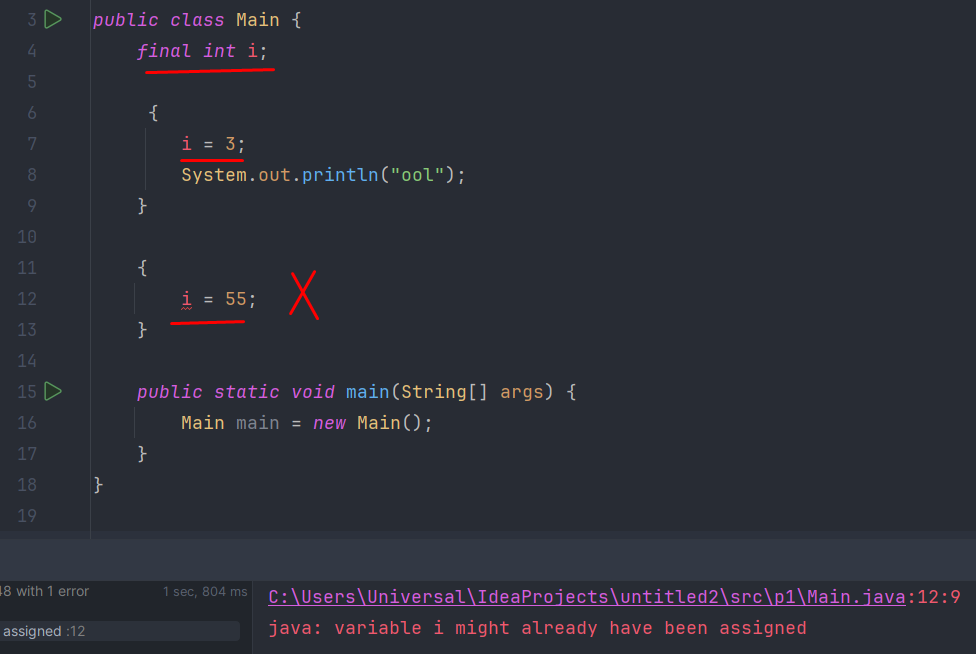 3 public class Main {
4 final int i;
5
6 {
7 i = 3;
8 System.out.println("ool");
9 }
10
11 {
12 i = 55;
13 }
14
15 public static void main(String[] args) {
16 Main main = new Main();
17 }
18 }
19
48 with 1 error 1 sec, 804 ms
assigned :12
C:\Users\Universal\IdeaProjects\untitled2\src\p1\Main.java:12:9
java: variable i might already have been assigned